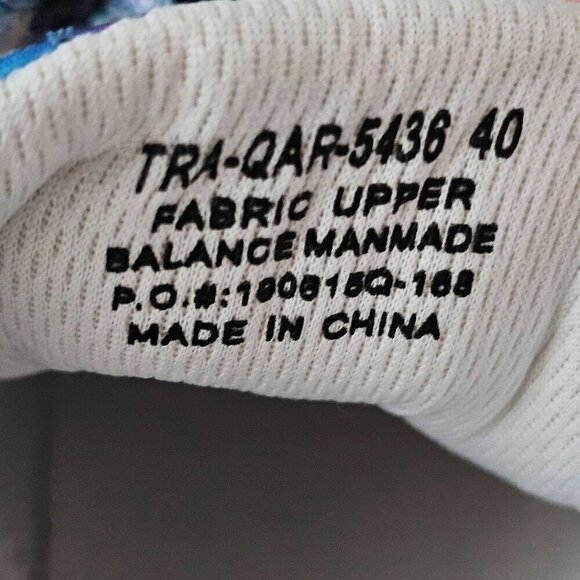 TRA-QAR-5436 40
FABRIC UPPER
BALANCE MANMADE
P.O.#:190615Q-168
MADE IN CHINA